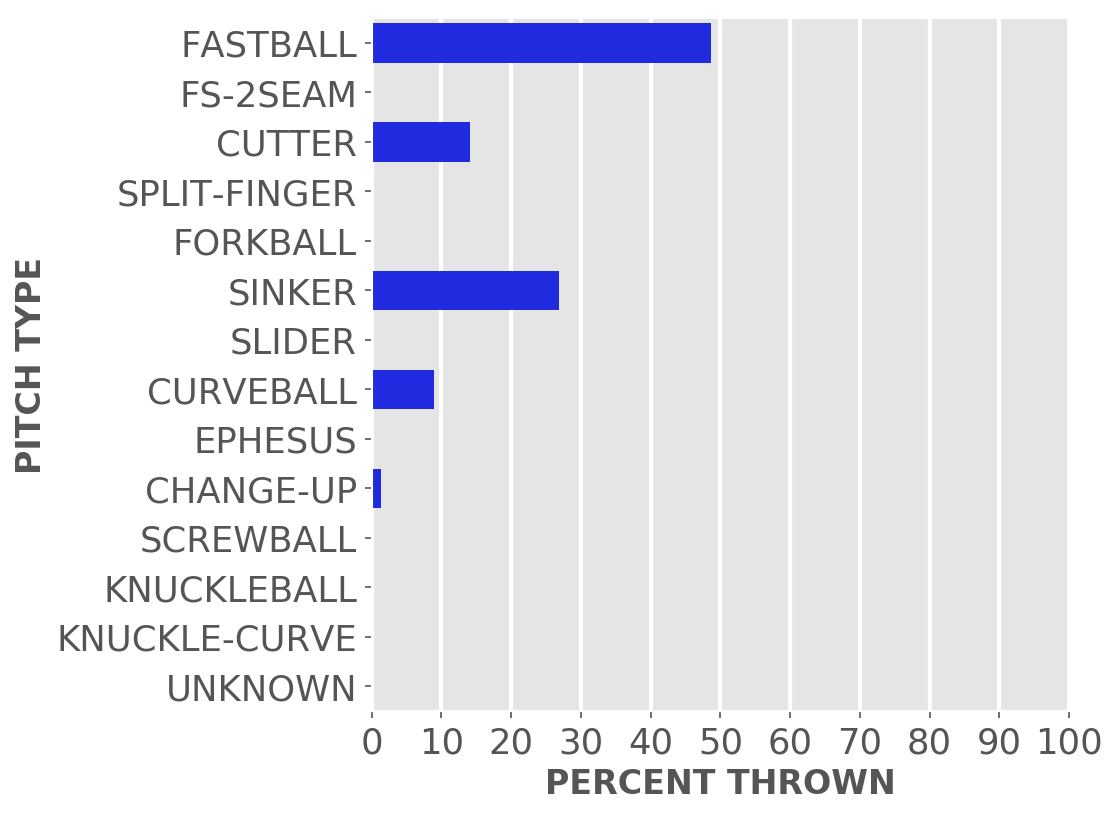 FASTBALL
FS-2SEAM
CUTTER
SPLIT-FINGER
FORKBALL
SINKER
SLIDER
CURVEBALL
EPHESUS
CHANGE-UP
SCREWBALL
KNUCKLEBALL
KNUCKLE-CURVE
UNKNOWN
PITCH TYPE
0 10 20 30 40 50 60 70 80 90 100
PERCENT THROWN